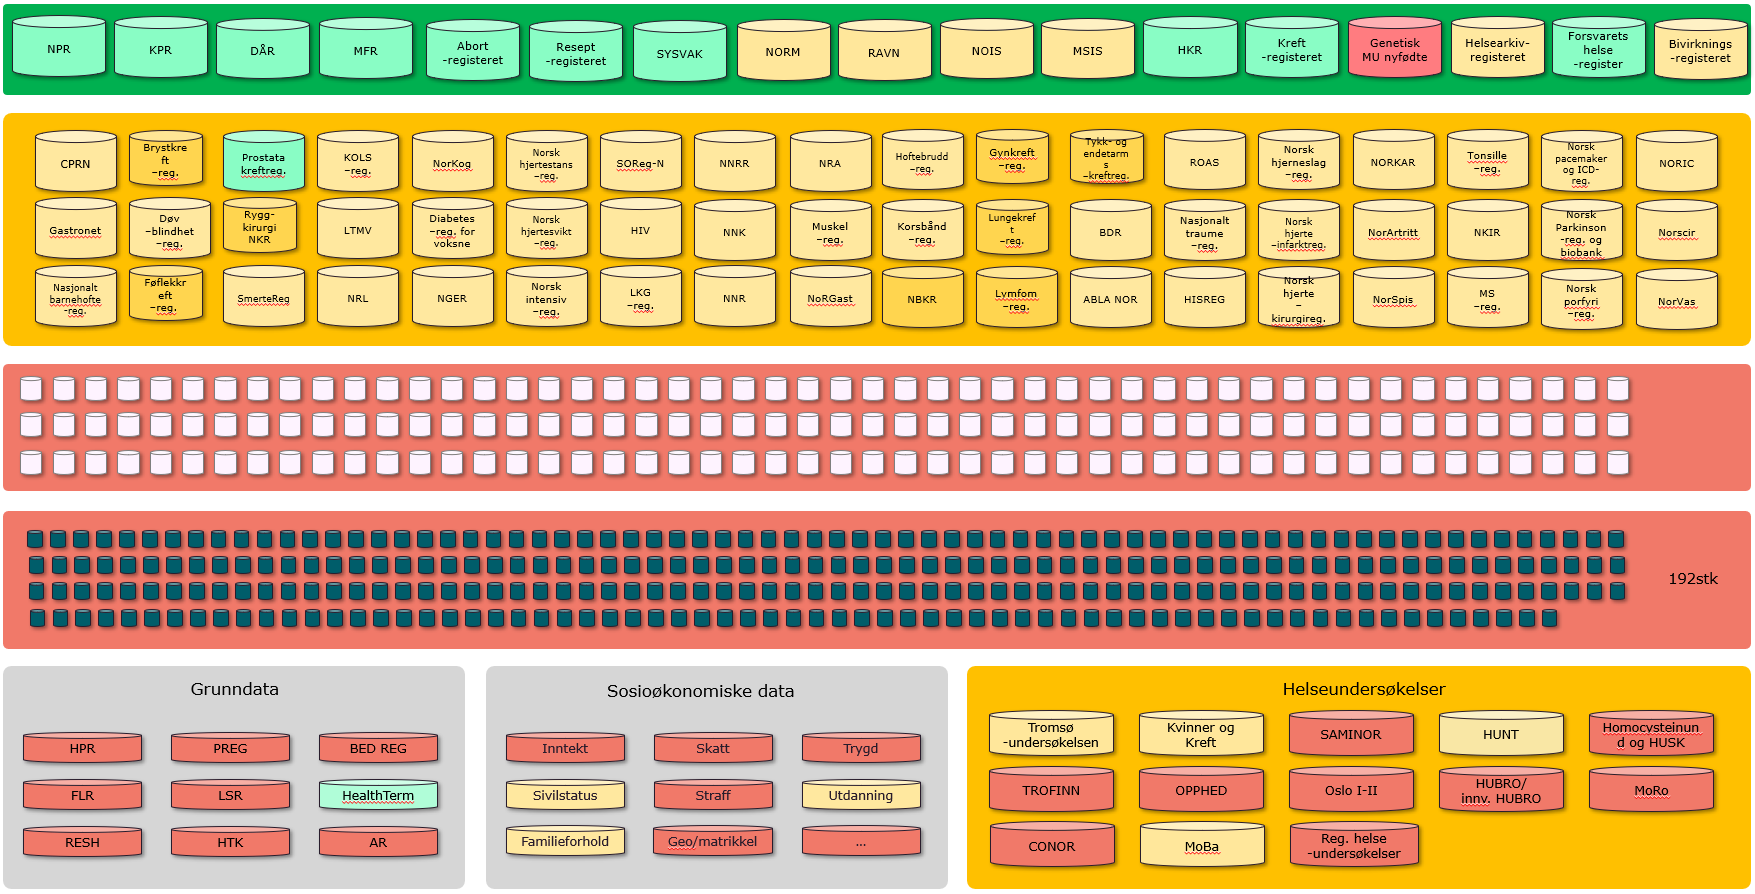 NPR
KPR
DÅR
MFR
Abort
-registeret
Resept
-registeret
SYSVAK
NORM
RAVN
NOIS
MSIS
HKR
Kreft
-registeret
Genetisk
MU nyfødte
Helsearkiv-
registeret
Forsvarets
helse
-register
Bivirknings
-registeret
CPRN
Brystkre
ft
–reg.
Prostata
kreftreg.
KOLS
–reg.
NorKog
Norsk
hjertestans
–reg.
SOReg-N
NNRR
NRA
Hoftebrudd
–reg.
Gynkreft
–reg.
Tykk- og
endetarm
s
–kreftreg.
ROAS
Norsk
hjerneslag
–reg.
NORKAR
Tonsille
–reg.
Norsk
pacemaker
og ICD-
reg.
NORIC
Gastronet
Døv
–blindhet
–reg.
Rygg-
kirurgi
NKR
LTMV
Diabetes
–reg. for
voksne
Norsk
hjertesvikt
–reg.
HIV
NNK
Muskel
–reg.
Korsbånd
–reg.
Lungekref
t
–reg.
BDR
Nasjonalt
traume
–reg.
Norsk
hjerte
–infarktreg.
NorArtritt
NKIR
Norsk
Parkinson
-reg. og
biobank
Norscir
Nasjonalt
barnehofte
-reg.
Føflekkr
eft
–reg.
SmerteReg
NRL
NGER
Norsk
intensiv
–reg.
LKG
–reg.
NNR
NoRGast
NBKR
Lymfom
–reg.
ABLA NOR
HISREG
Norsk
hjerte
–
kirurgireg.
NorSpis
MS
–reg.
Norsk
porfyri
–reg.
NorVas
192stk
Grunndata
HPR
PREG
BED REG
FLR
LSR
HealthTerm
RESH
HTK
AR
Sosioøkonomiske data
Inntekt
Skatt
Trygd
Sivilstatus
Straff
Utdanning
Familieforhold
Geo/matrikkel
...
Helseundersøkelser
Tromsø
-undersøkelsen
Kvinner og
Kreft
SAMINOR
HUNT
Homocysteinun
d og HUSK
TROFINN
OPPHED
Oslo I-II
HUBRO/
innv. HUBRO
MoRo
CONOR
MoBa
Reg. helse
-undersøkelser